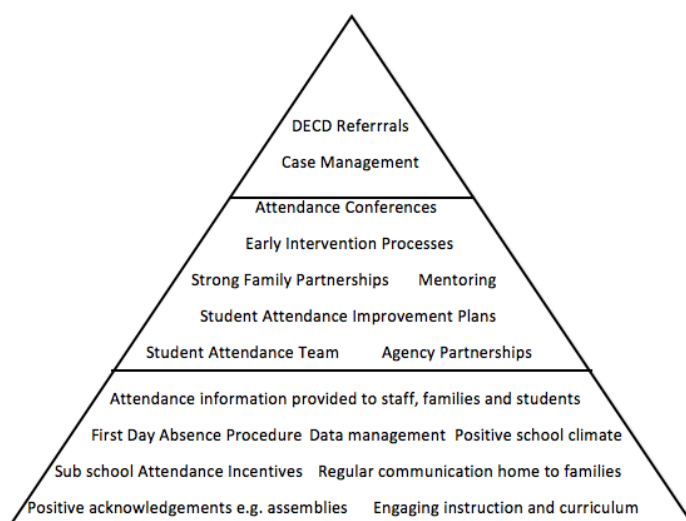 DECD Referrrals
Case Management
Attendance Conferences
Early Intervention Processes
Strong Family Partnerships Mentoring
Student Attendance Improvement Plans
Student Attendance Team Agency Partnerships
Attendance information provided to staff, families and students
First Day Absence Procedure Data management Positive school climate
Sub school Attendance Incentives Regular communication home to families
Positive acknowledgements e.g. assemblies Engaging instruction and curriculum